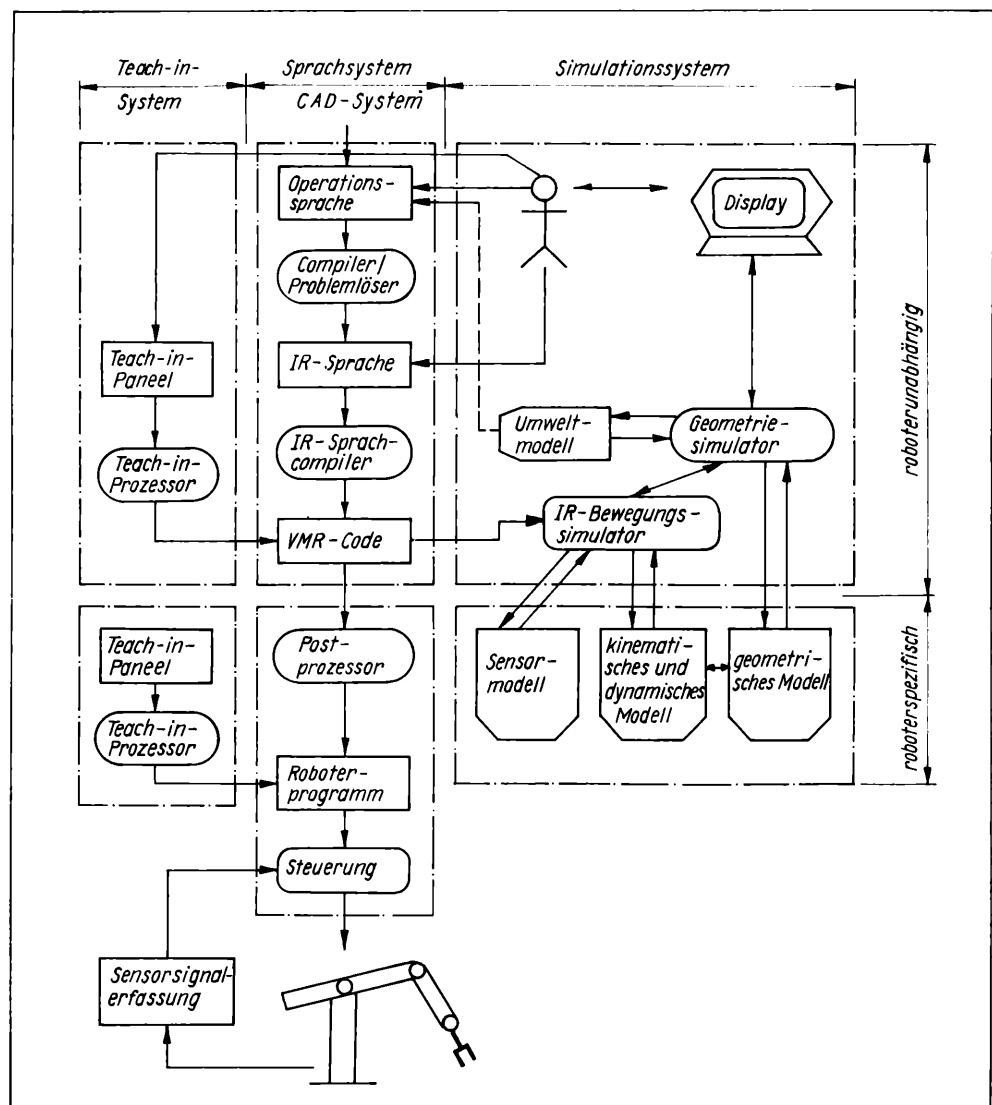 Teach-in-
System
Sprachsystem
CAD-System
Simulationssystem
Operations-
sprache
Display
Compiler/
Problemlöser
Teach-in-
Paneel
IR-Sprache
Umwelt-
modell
Geometrie-
simulator
IR-Sprach-
compiler
Teach-in-
Prozessor
IR-Bewegungs-
simulator
VMR-Code
roboterunabhängig
Teach-in-
Paneel
Post-
prozessor
Sensor-
modell
kinemati-
sches und
dynamisches
Modell
geometri-
sches Modell
Teach-in-
Prozessor
roboterspezifisch
Roboter-
programm
Steuerung
Sensorsignal-
erfassung